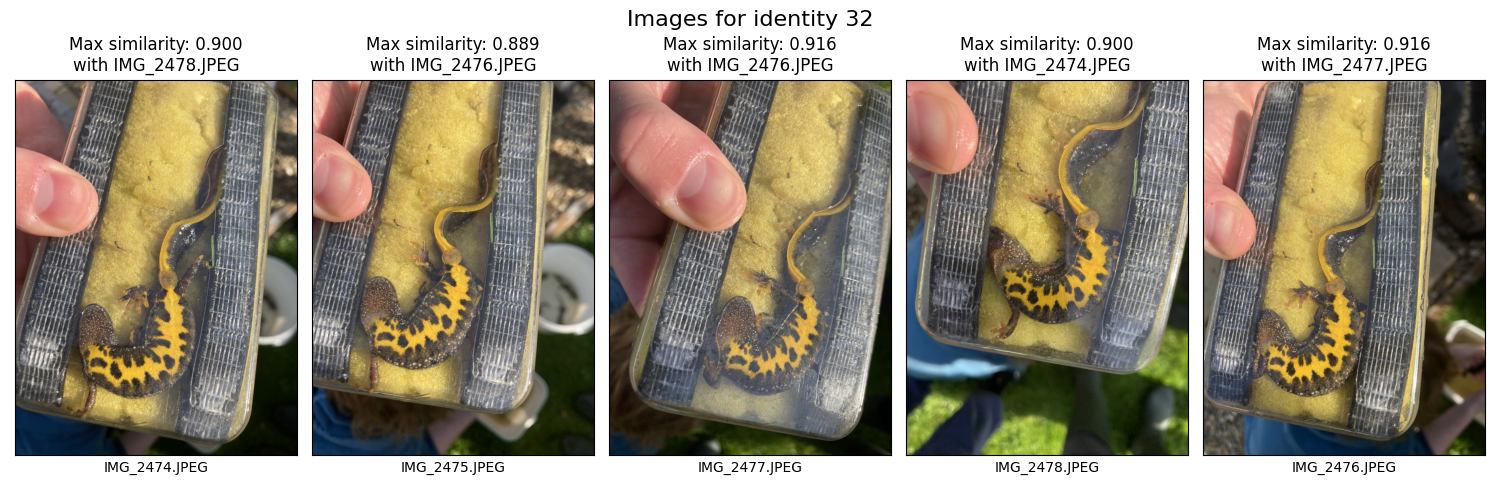 Images for identity 32
Max similarity: 0.900
with IMG_2478.JPEG
Max similarity: 0.889
with IMG_2476.JPEG
Max similarity: 0.916
with IMG_2476.JPEG
Max similarity: 0.900
with IMG_2474.JPEG
Max similarity: 0.916
with IMG_2477.JPEG
IMG_2474.JPEG
IMG_2475.JPEG
IMG_2477.JPEG
IMG_2478.JPEG
IMG_2476.JPEG